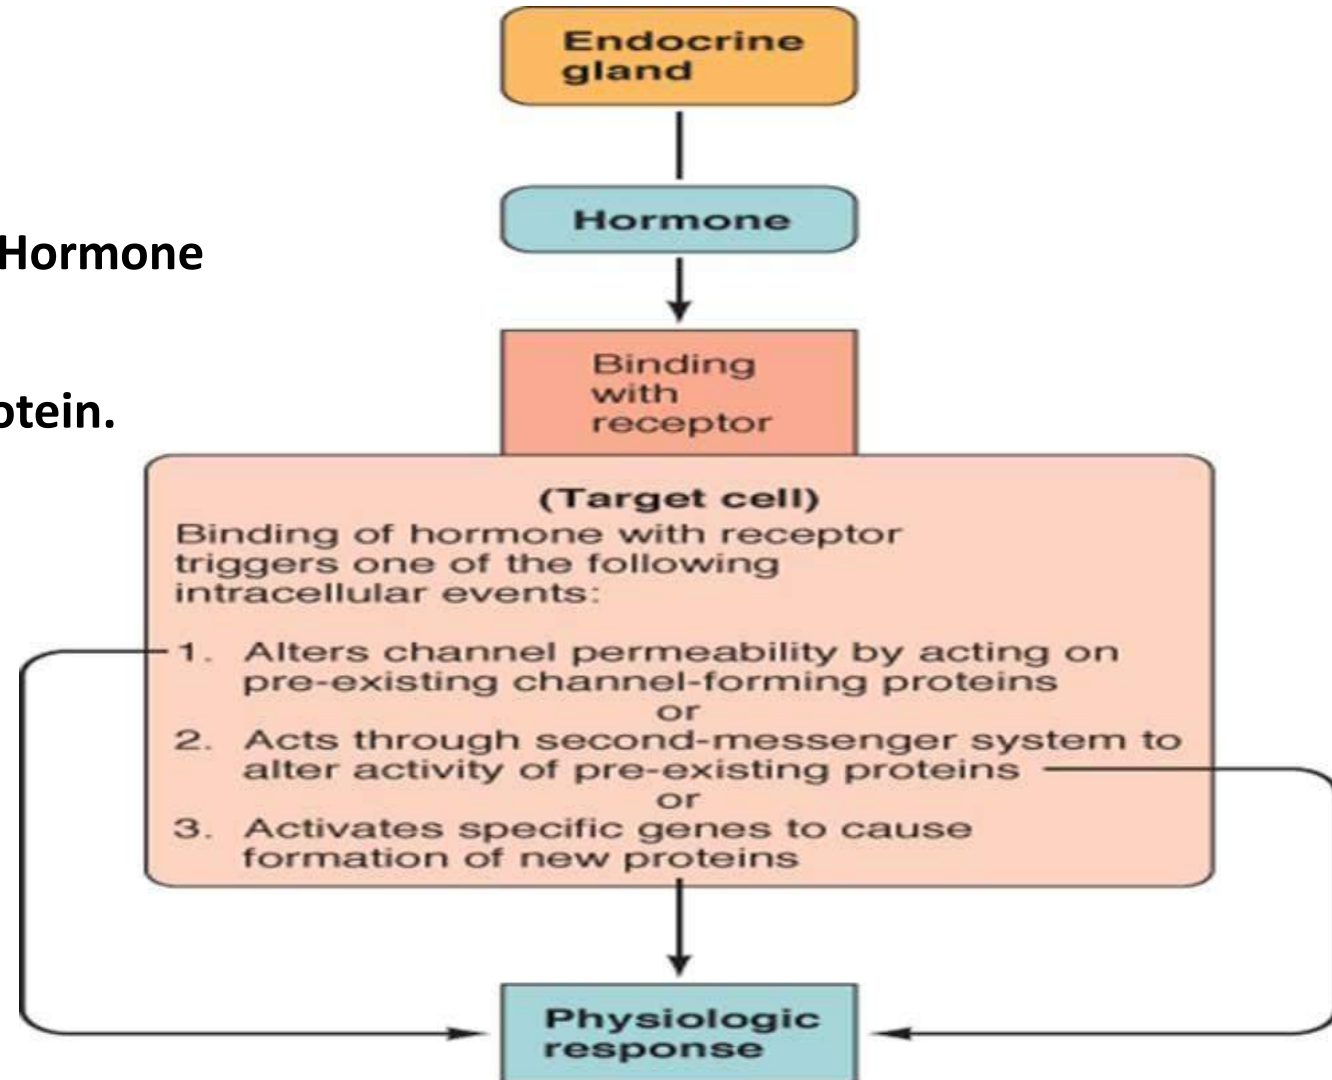 Endocrine
gland
Hormone
Hormone
Binding
with
receptor
otein.
(Target cell)
Binding of hormone with receptor
triggers one of the following
intracellular events:
1. Alters channel permeability by acting on
pre-existing channel-forming proteins
or
2. Acts through second-messenger system to
alter activity of pre-existing proteins
or
3. Activates specific genes to cause
formation of new proteins
Physiologic
response